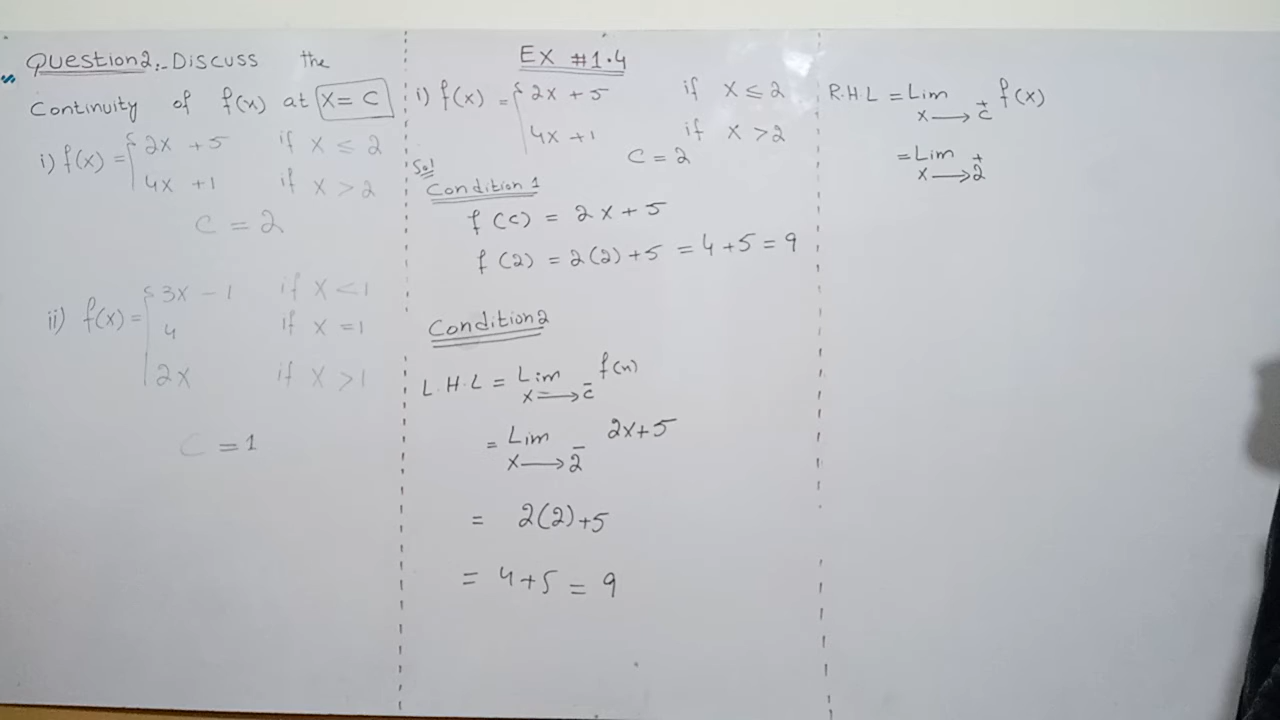 Question2:- Discuss the
Continuity of f(x) at x = c
i) f(x) = { 2x + 5 if x ≤ 2
4x + 1 if x > 2
C = 2
ii) f(x) = { 3x - 1 if x < 1
4 if x = 1
2x if x > 1
C = 1
EX #1.4
i) f(x) = { 2x + 5 if x ≤ 2
4x + 1 if x > 2
C = 2
Sol
Condition 1
f(c) = 2x + 5
f(2) = 2(2) + 5 = 4 + 5 = 9
Condition 2
L.H.L = Lim f(x)
x → c⁻
= Lim 2x+5
x → 2⁻
= 2(2)+5
= 4+5 = 9
R.H.L = Lim f(x)
x → c⁺
= Lim
x → 2⁺